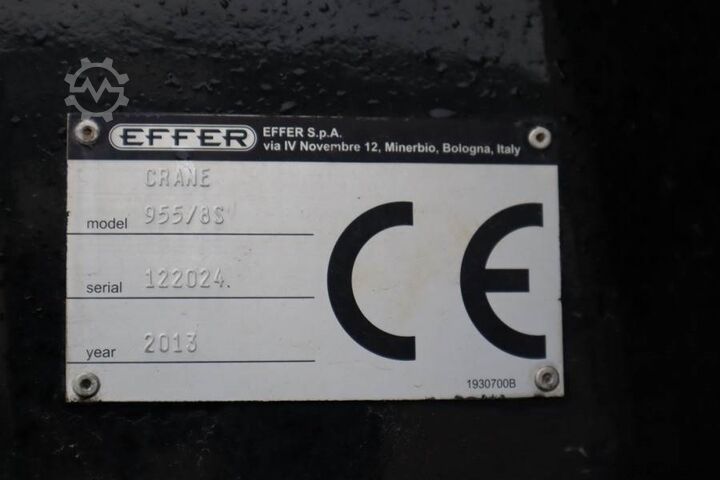 EFFER
EFFER S.p.A.
via IV Novembre 12, Minerbio, Bologna, Italy
CRANE
model 955/8S
serial 122024
year 2013
CE
1930700B